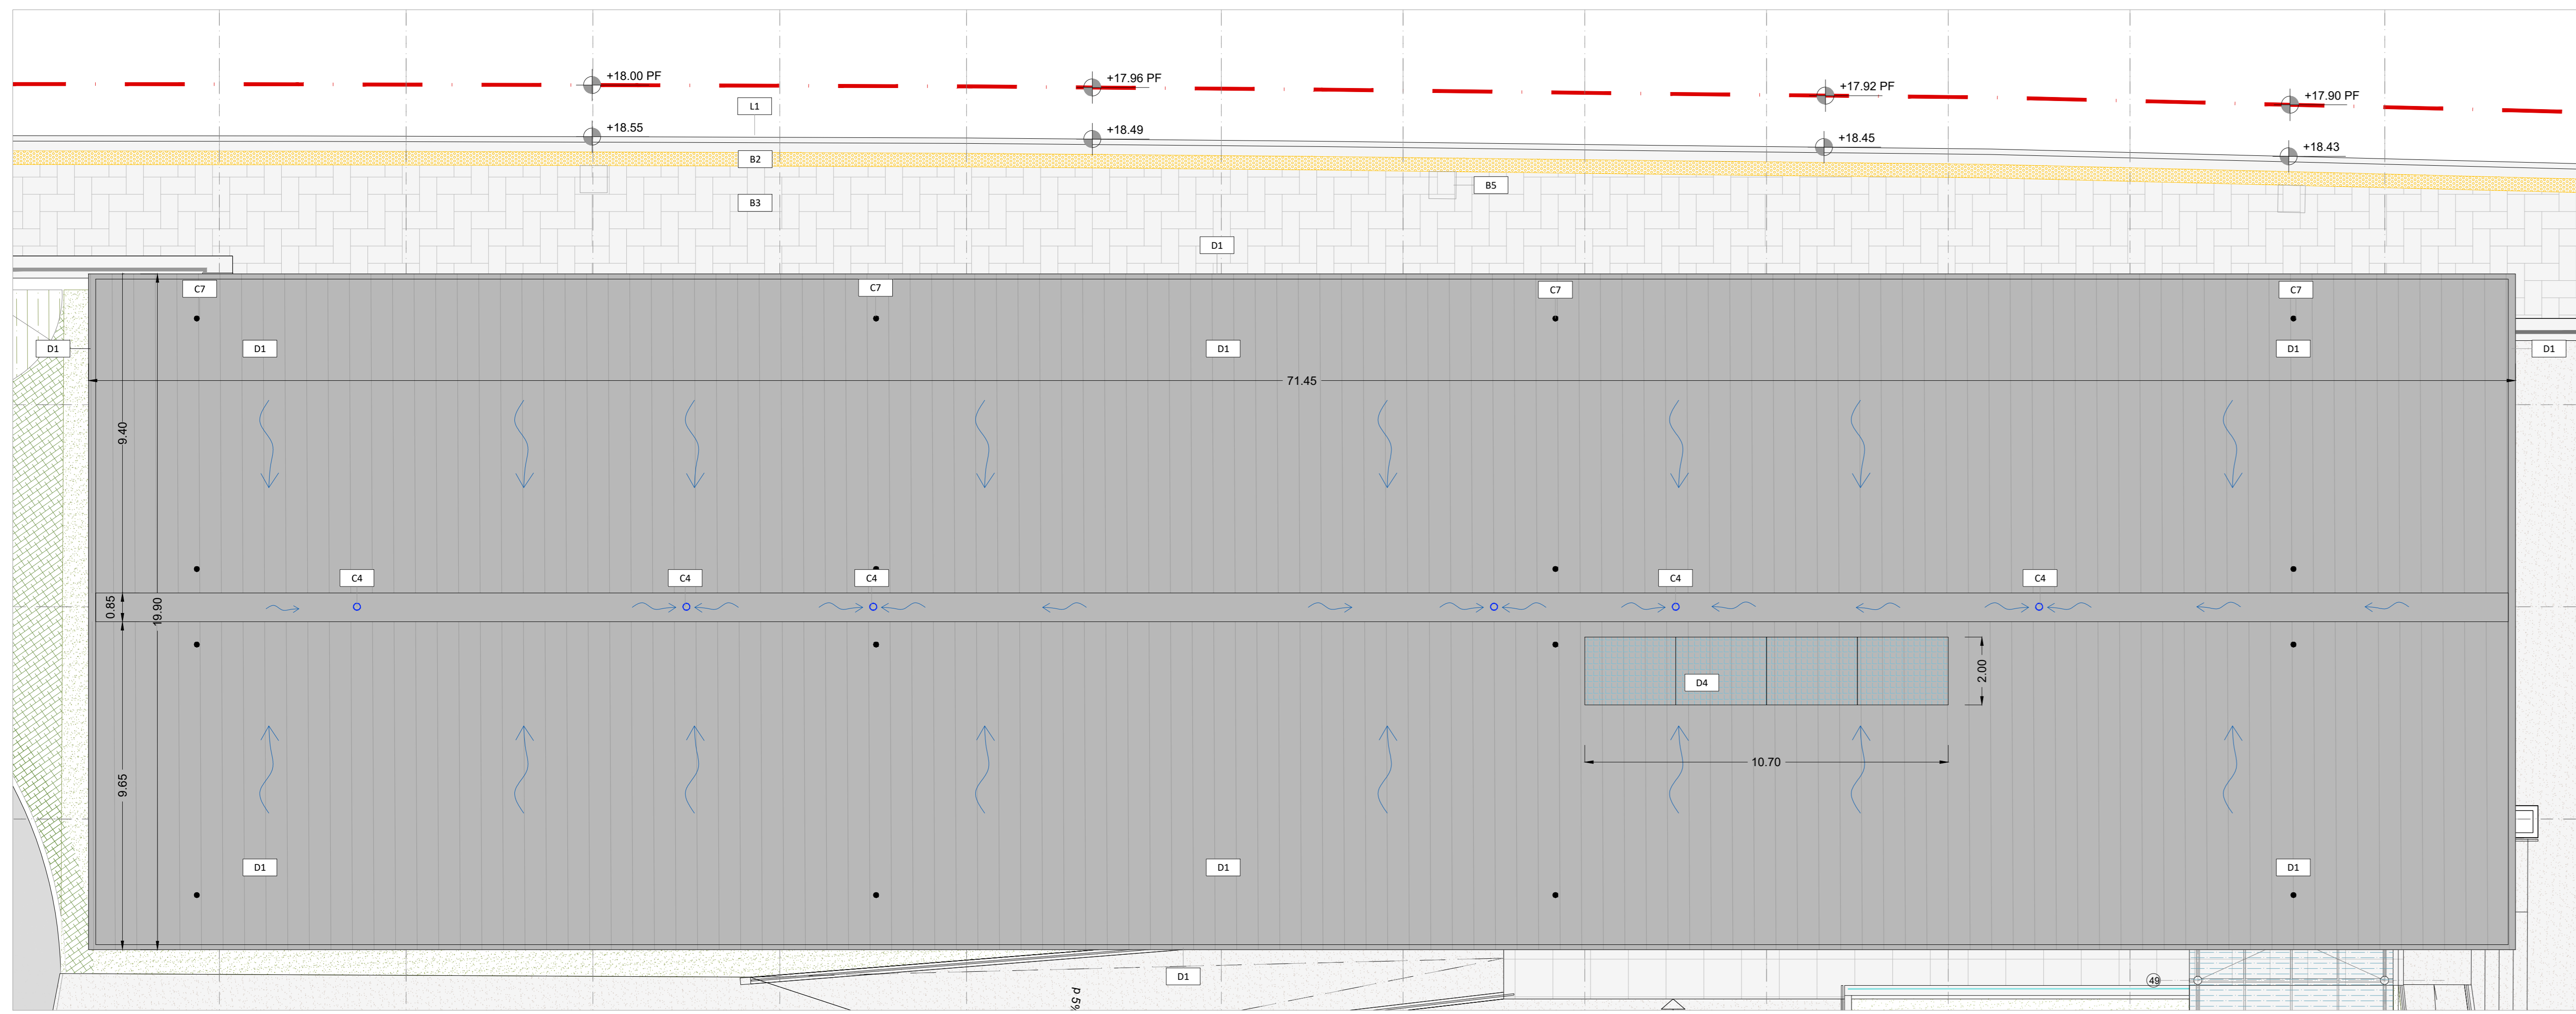 +18.00 PF
+17.96 PF
+17.92 PF
+17.90 PF
L1
+18.55
+18.49
+18.45
+18.43
B2
B5
B3
D1
C7
C7
C7
C7
D1
D1
D1
D1
D1
71.45
9.40
C4
C4
C4
C4
C4
0.85
19.90
2.00
D4
10.70
9.65
D1
D1
D1
D1
49
p 5%